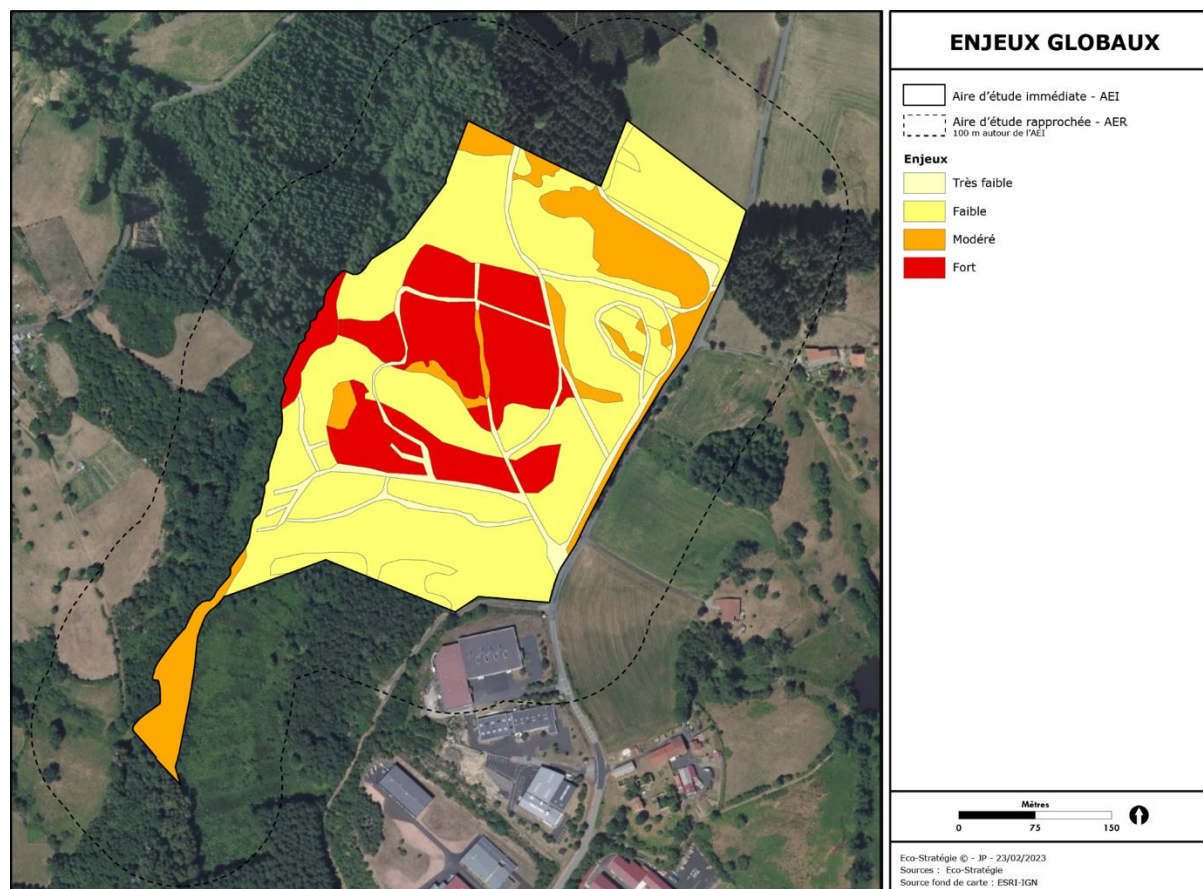 ENJEUX GLOBAUX
Aire d'étude immédiate - AEI
Aire d'étude rapprochée - AER
100 m autour de l'AEI
Enjeux
Très faible
Faible
Modéré
Fort
Mètres
0 75 150
Eco-Stratégie © - JP - 23/02/2023
Sources : Eco-Stratégie
Source fond de carte : ESRI-IGN